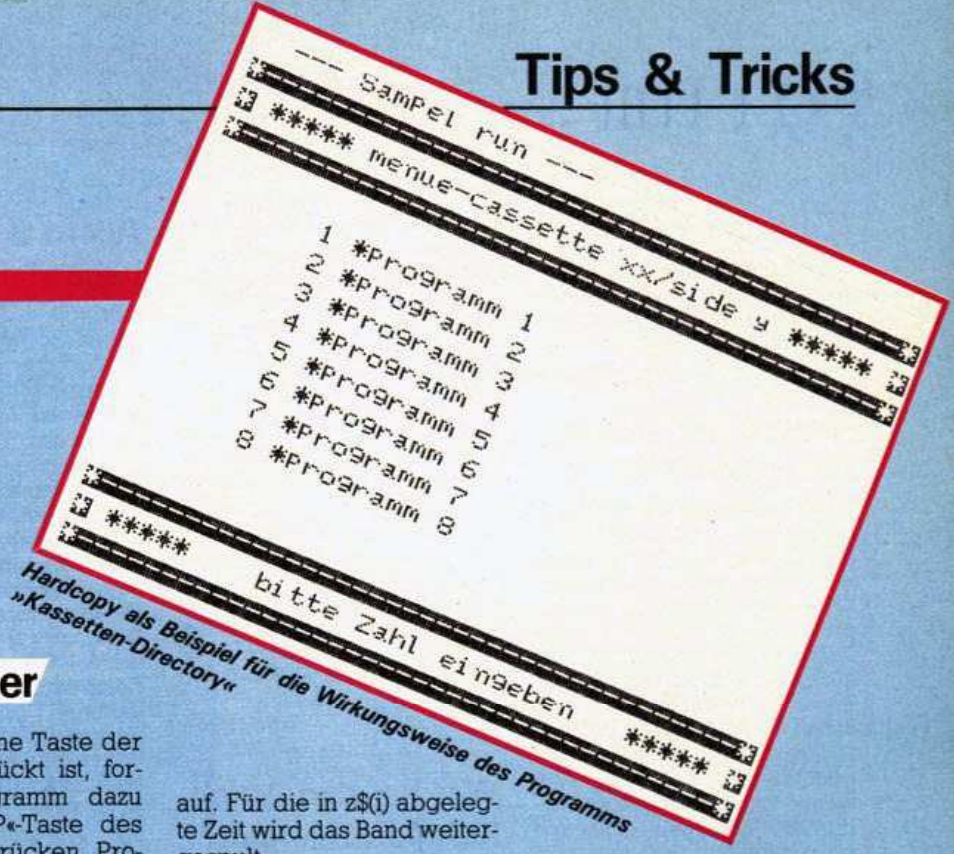 Tips & Tricks
--- SamPel run ---
***** menue-cassette xx/side y *****
1 *Programm 1
2 *Programm 2
3 *Programm 3
4 *Programm 4
5 *Programm 5
6 *Programm 6
7 *Programm 7
8 *Programm 8
***** bitte Zahl eingeben *****
Hardcopy als Beispiel für die Wirkungsweise des Programms
»Kassetten-Directory«
er
ne Taste der
ückt ist, for-
gramm dazu
P«-Taste des
rücken. Pro-
auf. Für die in z$(i) abgeleg-
te Zeit wird das Band weiter-
gespult.